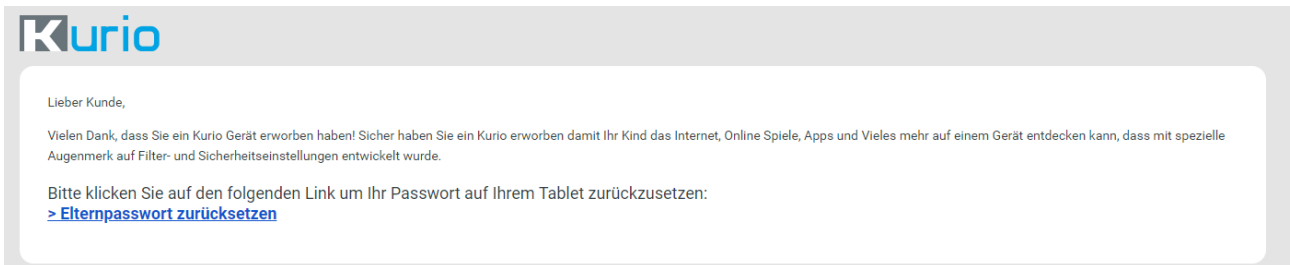 Kurio
Lieber Kunde,
Vielen Dank, dass Sie ein Kurio Gerät erworben haben! Sicher haben Sie ein Kurio erworben damit Ihr Kind das Internet, Online Spiele, Apps und Vieles mehr auf einem Gerät entdecken kann, dass mit spezielle
Augenmerk auf Filter- und Sicherheitseinstellungen entwickelt wurde.
Bitte klicken Sie auf den folgenden Link um Ihr Passwort auf Ihrem Tablet zurückzusetzen:
> Elternpasswort zurücksetzen